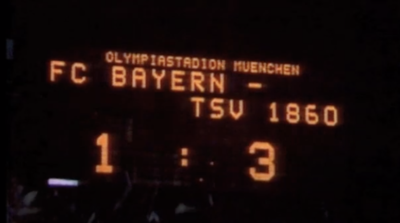 OLYMPIASTADION MUENCHEN
FC BAYERN -
TSV 1860
1 : 3